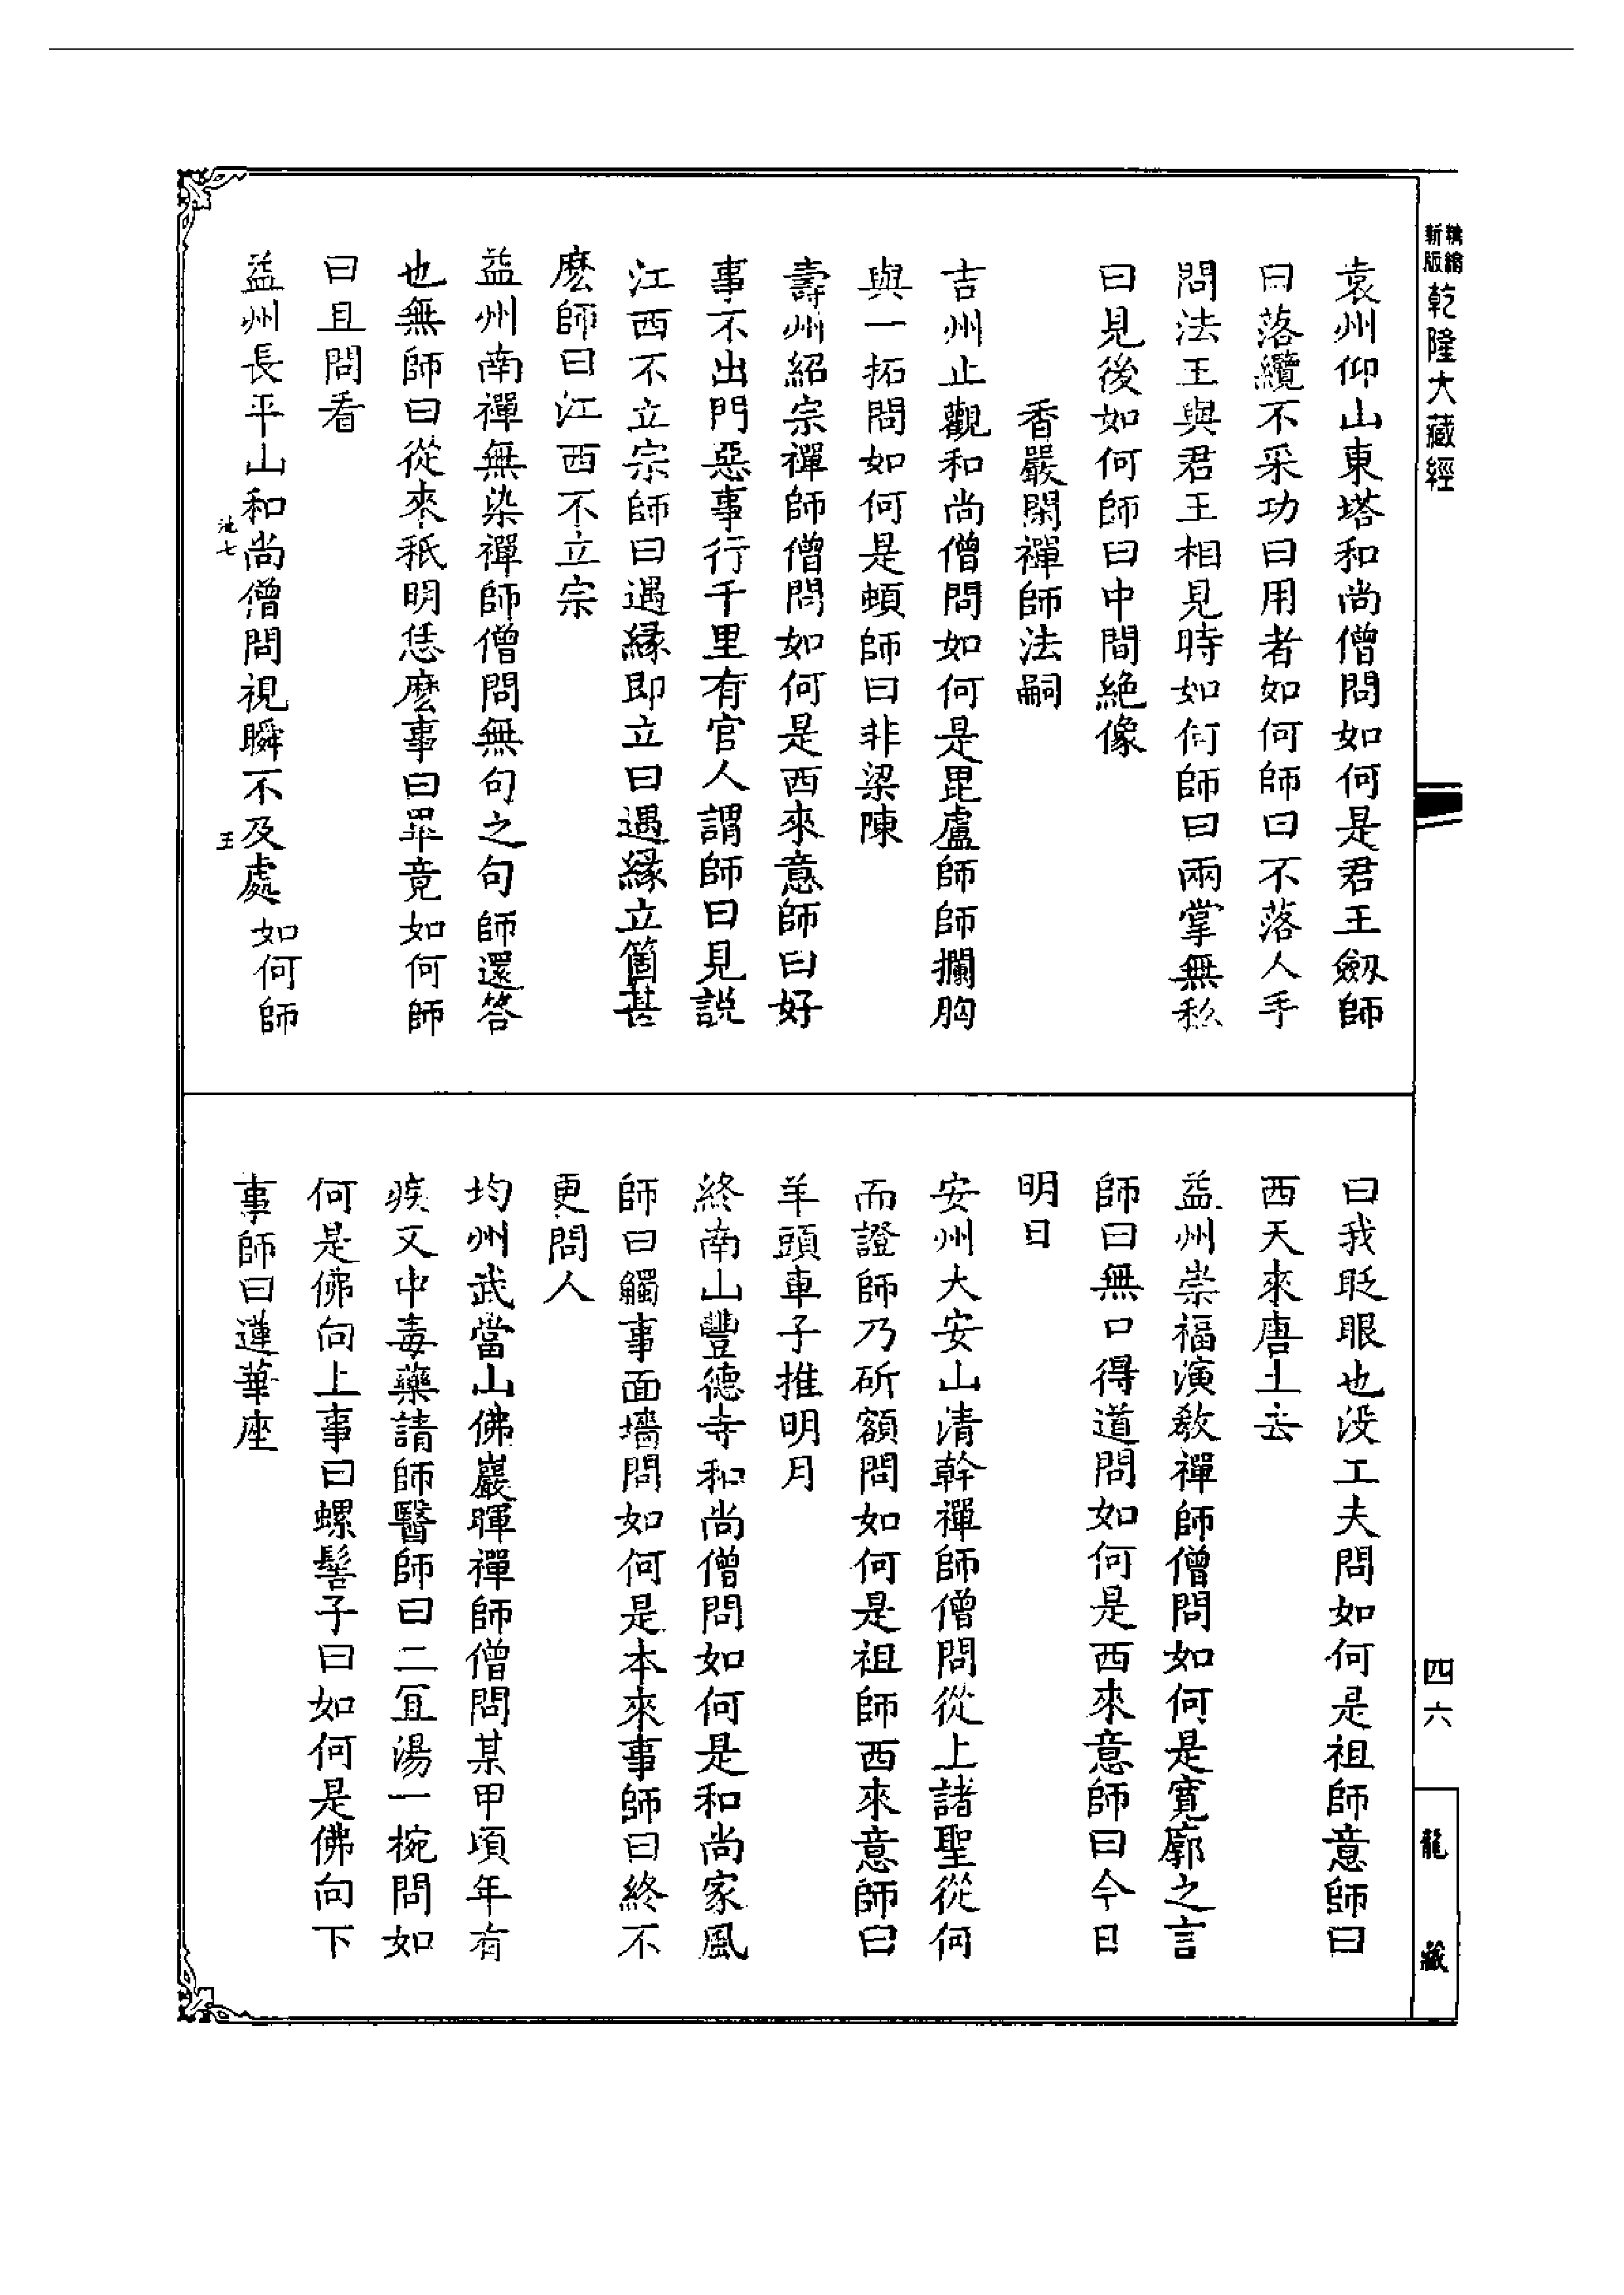 精縮新版乾隆大藏經
袁州仰山東塔和尚僧問如何是君王劒師
曰落纜不采功曰用者如何師曰不落人手
問法王與君王相見時如何師曰兩掌無私
曰見後如何師曰中間絶像
香嚴閑禪師法嗣
吉州止觀和尚僧問如何是毘盧師師攔胸
與一拓問如何是頓師曰非梁陳
壽州紹宗禪師僧問如何是西來意師曰好
事不出門惡事行千里有官人謂師曰見説
江西不立宗師曰遇緣即立曰遇緣立箇甚
麽師曰江西不立宗
益州南禪無染禪師僧問無句之句師還答
也無師曰從來秖明恁麽事曰畢竟如何師
曰且問看
益州長平山和尚僧問視瞬不及處如何師
七
王
曰我眨眼也没工夫問如何是祖師意師曰
西天來唐土去
益州崇福演教禪師僧問如何是寬廓之言
師曰無口得道問如何是西來意師曰今日
明日
安州大安山清幹禪師僧問從上諸聖從何
而證師乃斫額問如何是祖師西來意師曰
羊頭車子推明月
終南山豐德寺和尚僧問如何是和尚家風
師曰觸事面墻問如何是本來事師曰終不
更問人
均州武當山佛巖暉禪師僧問某甲頃年有
疾又中毒藥請師醫師曰二宜湯一椀問如
何是佛向上事曰螺髻子曰如何是佛向下
事師曰蓮華座
四六
龍藏